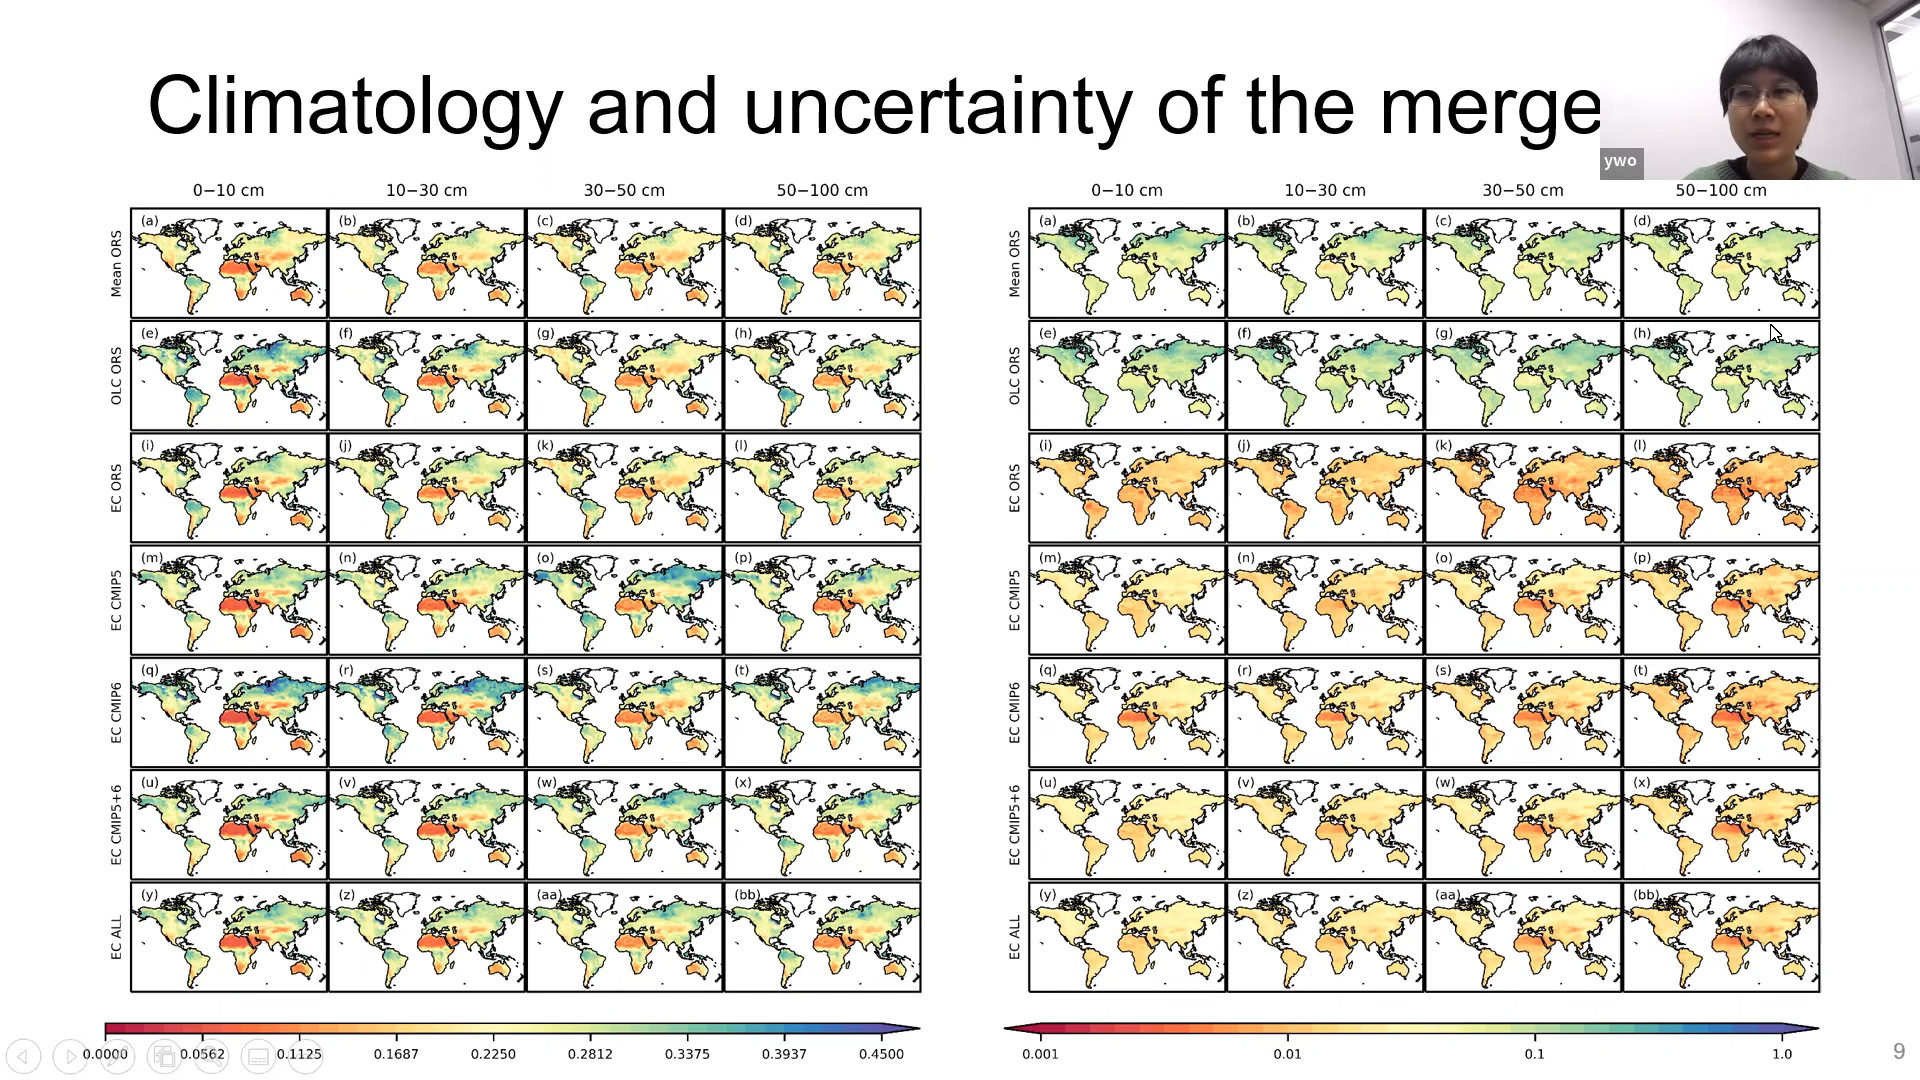 Climatology and uncertainty of the merge
ywo
0−10 cm 10−30 cm 30−50 cm 50−100 cm
Mean ORS (a) (b) (c) (d)
OLC ORS (e) (f) (g) (h)
EC ORS (i) (j) (k) (l)
EC CMIP5 (m) (n) (o) (p)
EC CMIP6 (q) (r) (s) (t)
EC CMIP5+6 (u) (v) (w) (x)
EC ALL (y) (z) (aa) (bb)
0.0000 0.0562 0.1125 0.1687 0.2250 0.2812 0.3375 0.3937 0.4500
0−10 cm 10−30 cm 30−50 cm 50−100 cm
Mean ORS (a) (b) (c) (d)
OLC ORS (e) (f) (g) (h)
EC ORS (i) (j) (k) (l)
EC CMIP5 (m) (n) (o) (p)
EC CMIP6 (q) (r) (s) (t)
EC CMIP5+6 (u) (v) (w) (x)
EC ALL (y) (z) (aa) (bb)
0.001 0.01 0.1 1.0
9